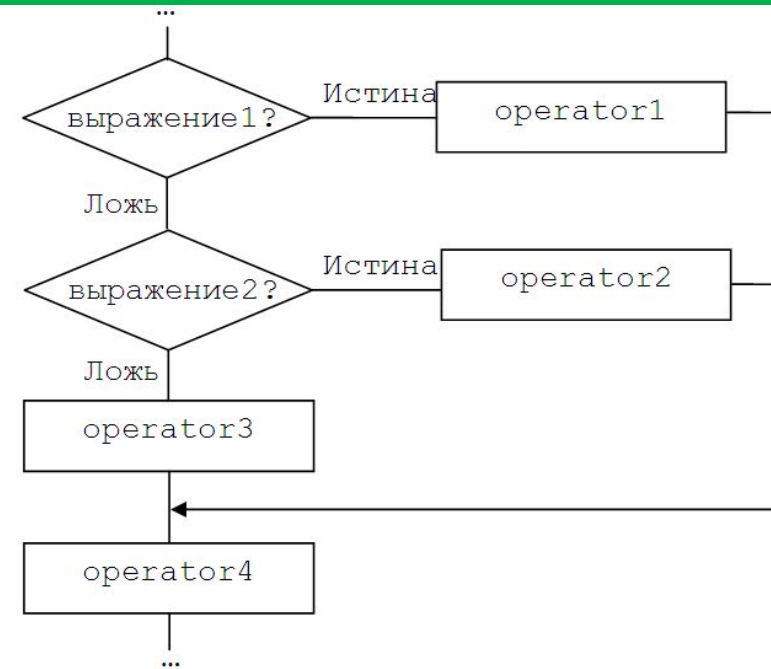 …
выражение1?
Истина
operator1
Ложь
выражение2?
Истина
operator2
Ложь
operator3
operator4
…